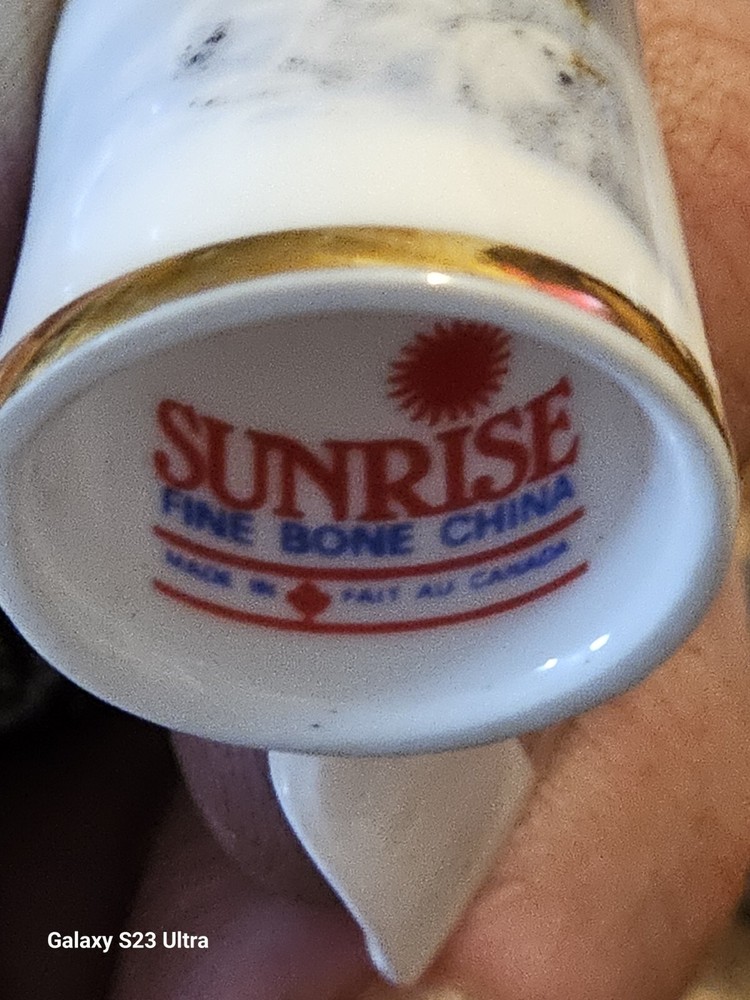 SUNRISE
FINE BONE CHINA
MADE IN FAIT AU CANADA
Galaxy S23 Ultra